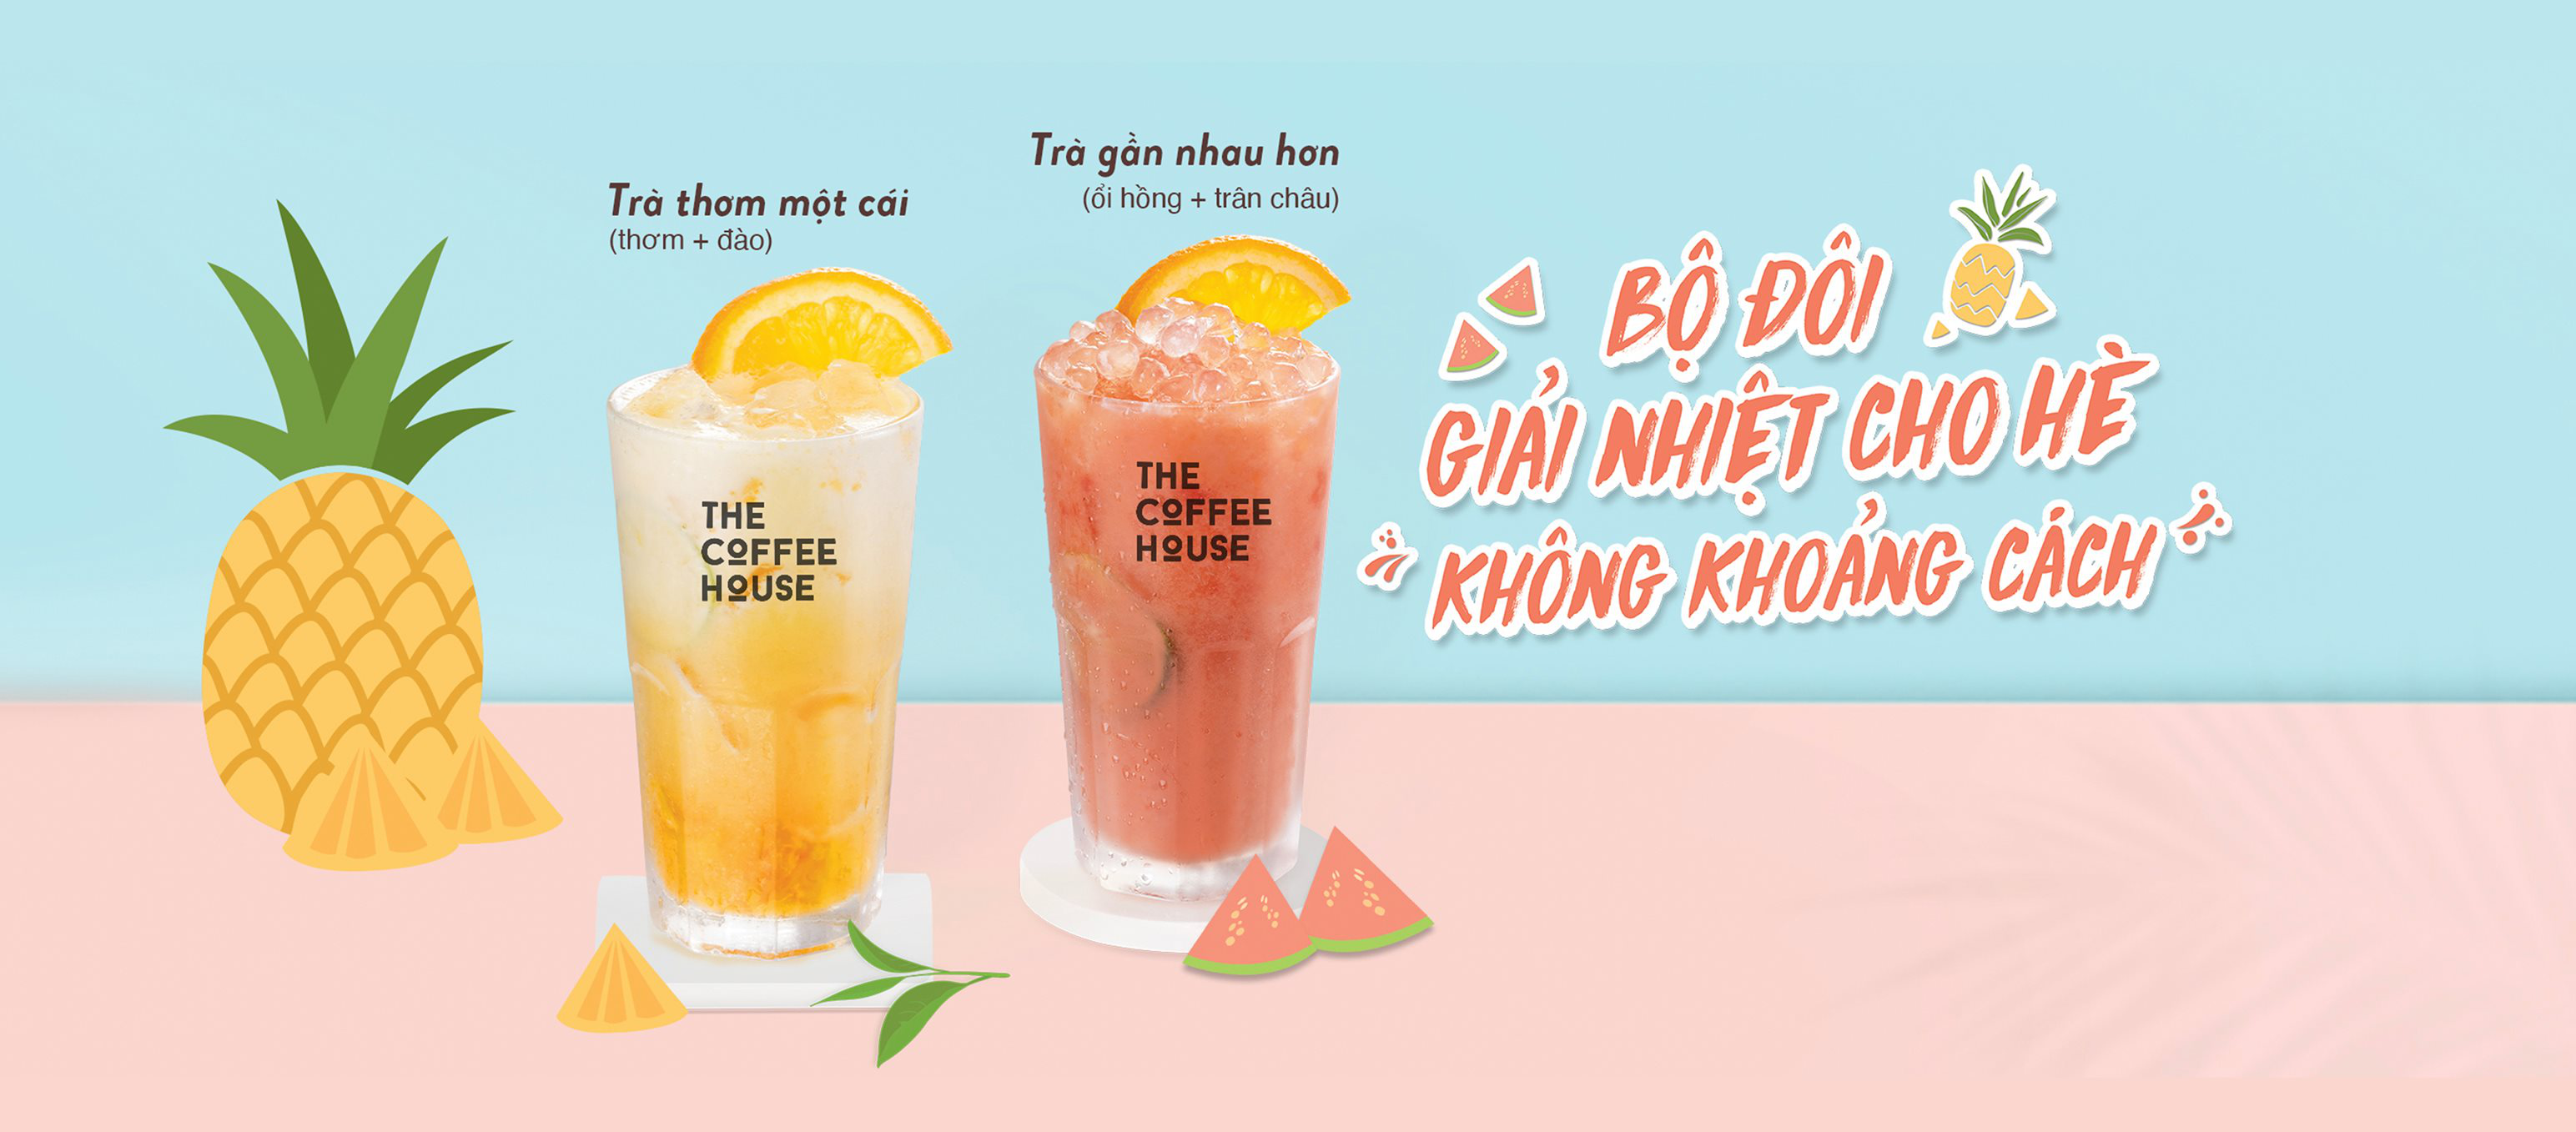 Trà thơm một cái
(thơm + đào)
Trà gần nhau hơn
(ổi hồng + trân châu)
THE
COFFEE
HOUSE
THE
COFFEE
HOUSE
BỘ ĐÔI
GIẢI NHIỆT CHO HÈ
KHÔNG KHOẢNG CÁCH